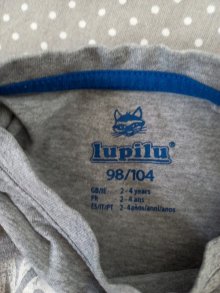 lupilu®
98/104
GB/IE 2-4 years
FR 2-4 ans
ES/IT/PT 2-4 años/anni/anos